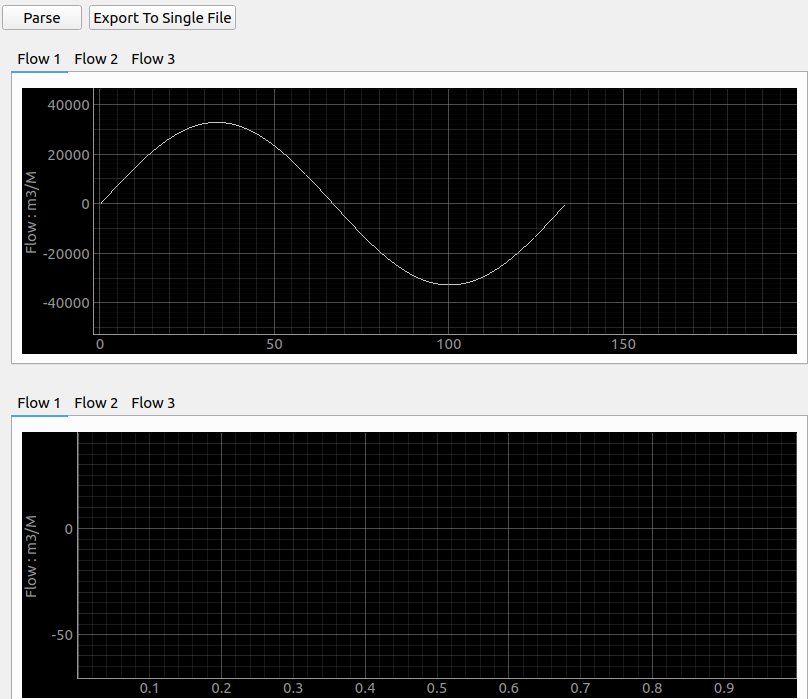 Parse Export To Single File
Flow 1 Flow 2 Flow 3
40000
20000
0
-20000
-40000
Flow : m3/M
0 50 100 150
Flow 1 Flow 2 Flow 3
0
-50
Flow : m3/M
0.1 0.2 0.3 0.4 0.5 0.6 0.7 0.8 0.9